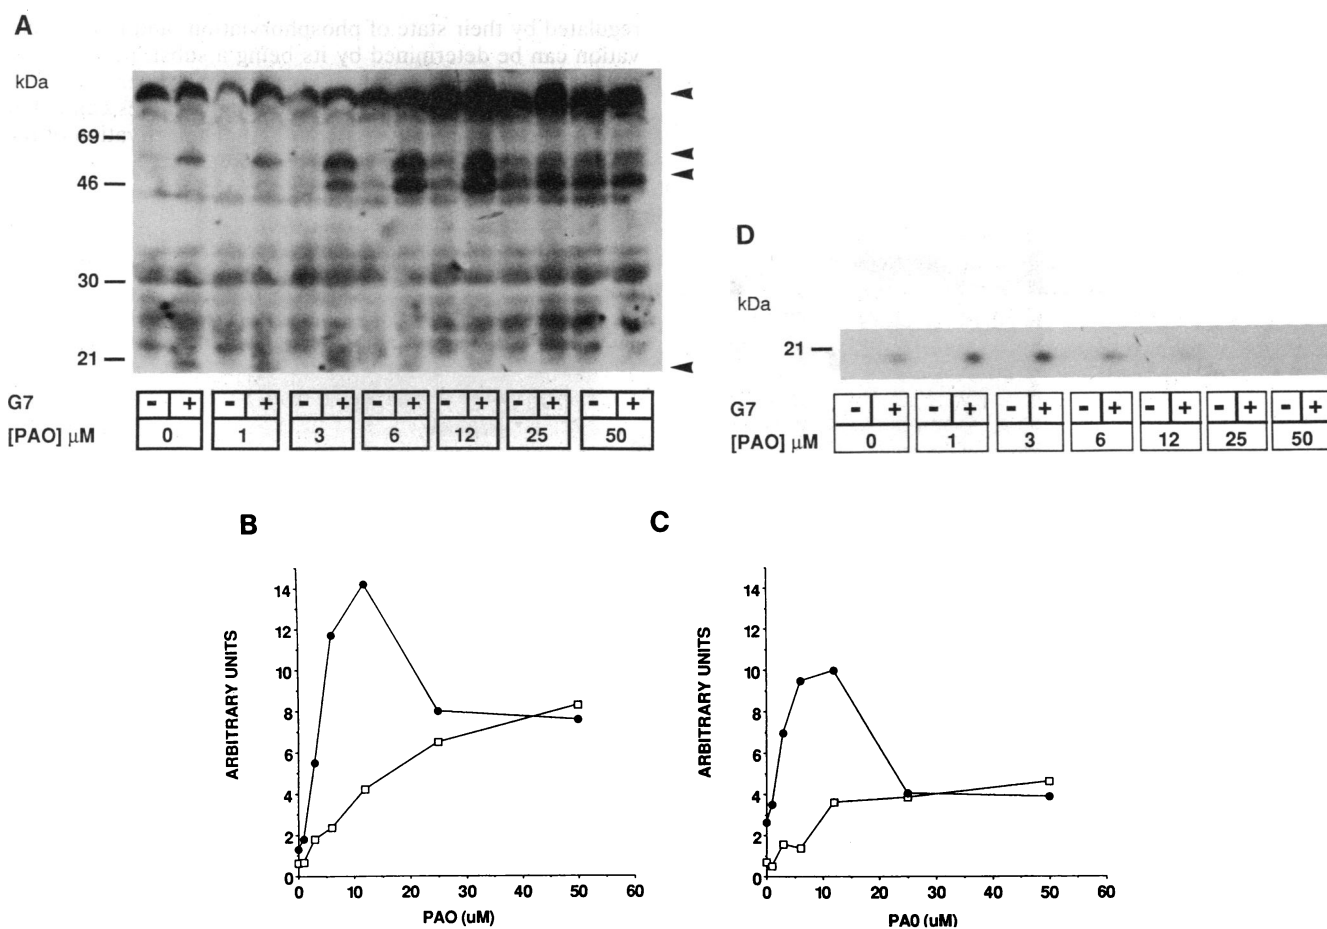 A
kDa
69
46
30
21
G7 - + - + - + - + - + - + - +
[PAO] μM 0 1 3 6 12 25 50
D
kDa
21
G7 - + - + - + - + - + - + - +
[PAO] μM 0 1 3 6 12 25 50
B
ARBITRARY UNITS
14
12
10
8
6
4
2
0
0 10 20 30 40 50 60
PAO (uM)
C
ARBITRARY UNITS
14
12
10
8
6
4
2
0
0 10 20 30 40 50 60
PA0 (uM)